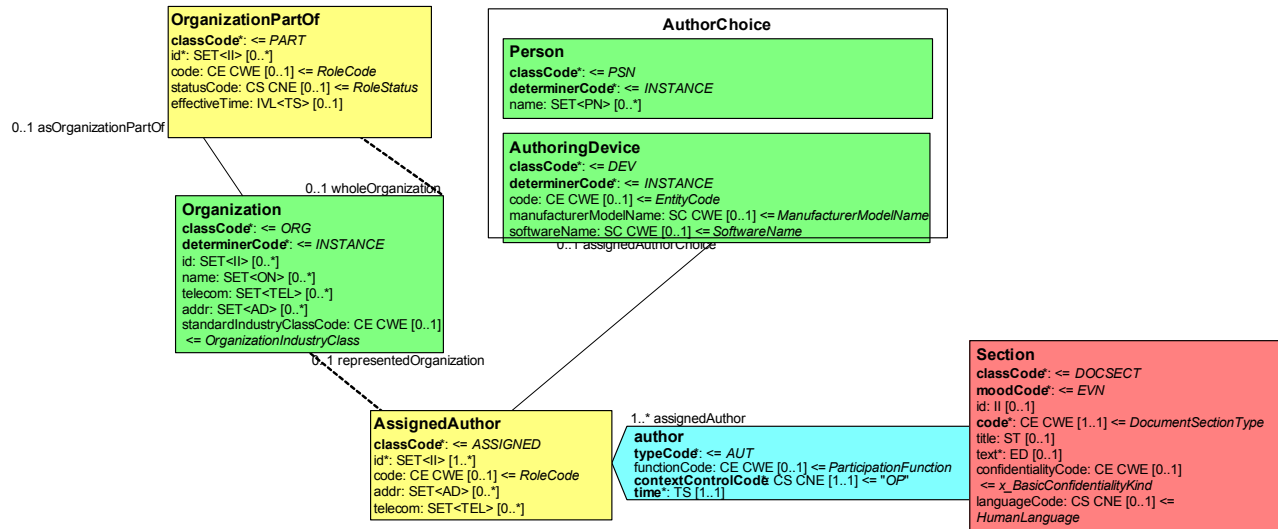 OrganizationPartOf
classCode*: <= PART
id*: SET<II> [0..*]
code: CE CWE [0..1] <= RoleCode
statusCode: CS CNE [0..1] <= RoleStatus
effectiveTime: IVL<TS> [0..1]
0..1 asOrganizationPartOf
0..1 wholeOrganization
Organization
classCode*: <= ORG
determinerCode*: <= INSTANCE
id: SET<II> [0..*]
name: SET<ON> [0..*]
telecom: SET<TEL> [0..*]
addr: SET<AD> [0..*]
standardIndustryClassCode: CE CWE [0..1]
<= OrganizationIndustryClass
0..1 representedOrganization
AuthorChoice
Person
classCode*: <= PSN
determinerCode*: <= INSTANCE
name: SET<PN> [0..*]
AuthoringDevice
classCode*: <= DEV
determinerCode*: <= INSTANCE
code: CE CWE [0..1] <= EntityCode
manufacturerModelName: SC CWE [0..1] <= ManufacturerModelName
softwareName: SC CWE [0..1] <= SoftwareName
0..1 assignedAuthorChoice
AssignedAuthor
classCode*: <= ASSIGNED
id*: SET<II> [1..*]
code: CE CWE [0..1] <= RoleCode
addr: SET<AD> [0..*]
telecom: SET<TEL> [0..*]
1..* assignedAuthor
author
typeCode*: <= AUT
functionCode: CE CWE [0..1] <= ParticipationFunction
contextControlCode: CS CNE [1..1] <= "OP"
time*: TS [1..1]
Section
classCode*: <= DOCSECT
moodCode*: <= EVN
id: II [0..1]
code*: CE CWE [1..1] <= DocumentSectionType
title: ST [0..1]
text*: ED [0..1]
confidentialityCode: CE CWE [0..1]
<= x_BasicConfidentialityKind
languageCode: CS CNE [0..1] <=
HumanLanguage